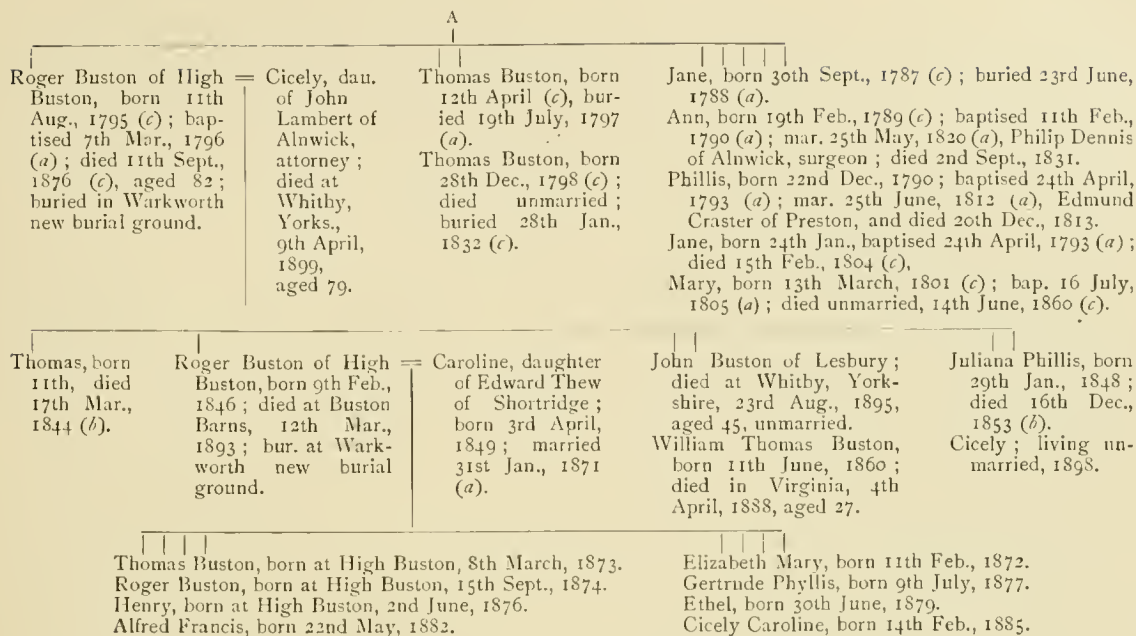 A
Roger Buston of High
Buston, born 11th
Aug., 1795 (c) ; bap-
tised 7th Mar., 1796
(a) ; died 11th Sept.,
1876 (c), aged 82 ;
buried in Warkworth
new burial ground.
=
Cicely, dau.
of John
Lambert of
Alnwick,
attorney ;
died at
Whitby,
Yorks.,
9th April,
1899,
aged 79.
Thomas Buston, born
12th April (c), bur-
ied 19th July, 1797
(a).
Thomas Buston, born
28th Dec., 1798 (c) ;
died unmarried ;
buried 28th Jan.,
1832 (c).
Jane, born 30th Sept., 1787 (c) ; buried 23rd June,
1788 (a).
Ann, born 19th Feb., 1789 (c) ; baptised 11th Feb.,
1790 (a) ; mar. 25th May, 1820 (a), Philip Dennis
of Alnwick, surgeon ; died 2nd Sept., 1831.
Phillis, born 22nd Dec., 1790 ; baptised 24th April,
1793 (a) ; mar. 25th June, 1812 (a), Edmund
Craster of Preston, and died 20th Dec., 1813.
Jane, born 24th Jan., baptised 24th April, 1793 (a) ;
died 15th Feb., 1804 (c),
Mary, born 13th March, 1801 (c) ; bap. 16 July,
1805 (a) ; died unmarried, 14th June, 1860 (c).
Thomas, born
11th, died
17th Mar.,
1844 (b).
Roger Buston of High
Buston, born 9th Feb.,
1846 ; died at Buston
Barns, 12th Mar.,
1893 ; bur. at Wark-
worth new burial
ground.
=
Caroline, daughter
of Edward Thew
of Shortridge ;
born 3rd April,
1849 ; married
31st Jan., 1871
(a).
John Buston of Lesbury ;
died at Whitby, York-
shire, 23rd Aug., 1895,
aged 45, unmarried.
William Thomas Buston,
born 11th June, 1860 ;
died in Virginia, 4th
April, 1888, aged 27.
Juliana Phillis, born
29th Jan., 1848 ;
died 16th Dec.,
1853 (b).
Cicely ; living un-
married, 1898.
Thomas Buston, born at High Buston, 8th March, 1873.
Roger Buston, born at High Buston, 15th Sept., 1874.
Henry, born at High Buston, 2nd June, 1876.
Alfred Francis, born 22nd May, 1882.
Elizabeth Mary, born 11th Feb., 1872.
Gertrude Phyllis, born 9th July, 1877.
Ethel, born 30th June, 1879.
Cicely Caroline, born 14th Feb., 1885.